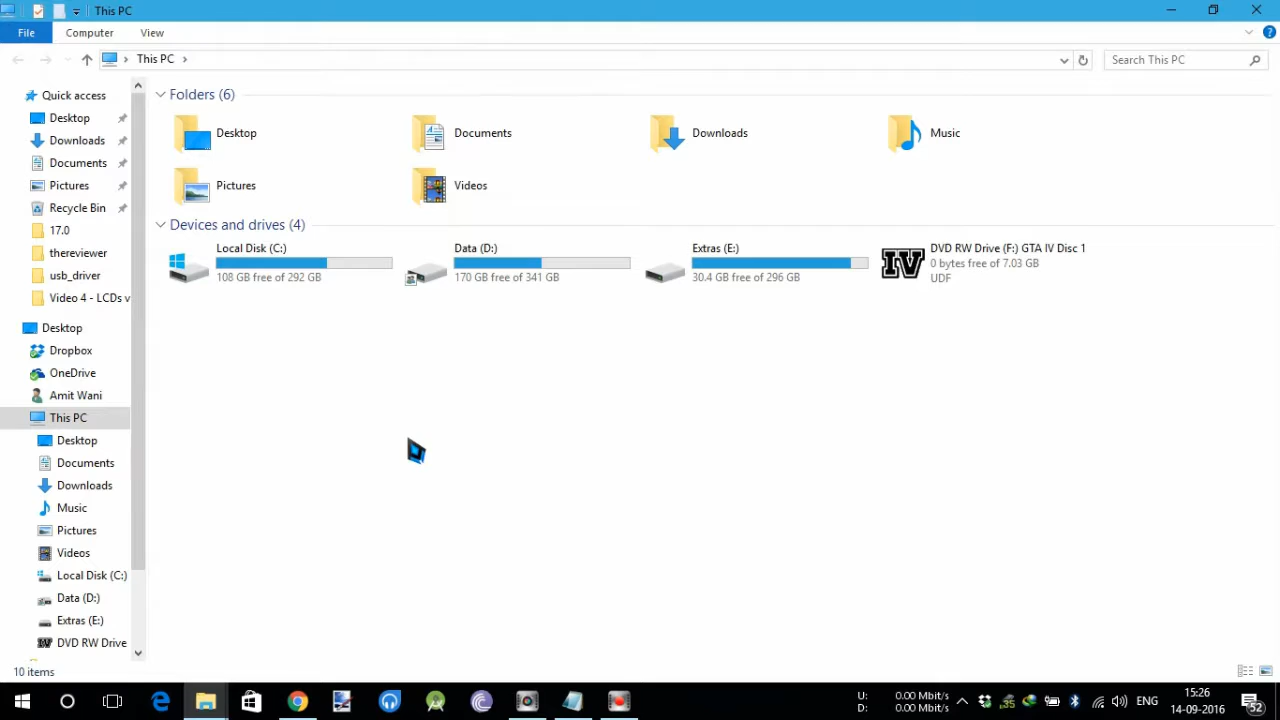 This PC
File Computer View
This PC
Search This PC
Quick access
Desktop
Downloads
Documents
Pictures
Recycle Bin
17.0
thereviewer
usb_driver
Video 4 - LCDs v
Desktop
Dropbox
OneDrive
Amit Wani
This PC
Desktop
Documents
Downloads
Music
Pictures
Videos
Local Disk (C:)
Data (D:)
Extras (E:)
DVD RW Drive
Folders (6)
Desktop
Documents
Downloads
Music
Pictures
Videos
Devices and drives (4)
Local Disk (C:)
108 GB free of 292 GB
Data (D:)
170 GB free of 341 GB
Extras (E:)
30.4 GB free of 296 GB
IV
DVD RW Drive (F:) GTA IV Disc 1
0 bytes free of 7.03 GB
UDF
10 items
U: 0.00 Mbit/s
D: 0.00 Mbit/s
ENG
15:26
14-09-2016
52